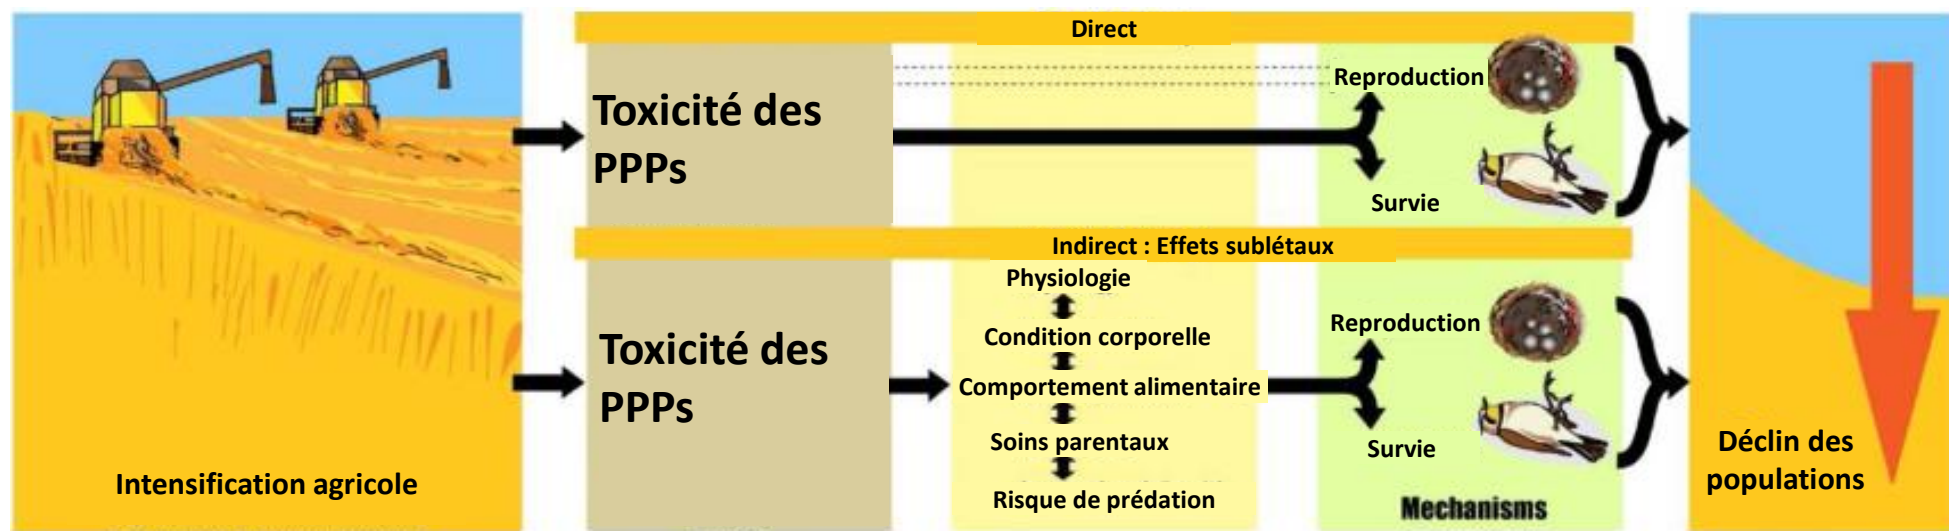 Direct
Toxicité des
PPPs
Reproduction
Survie
Indirect : Effets sublétaux
Toxicité des
PPPs
Physiologie
Condition corporelle
Comportement alimentaire
Soins parentaux
Risque de prédation
Reproduction
Survie
Mechanisms
Intensification agricole
Déclin des
populations